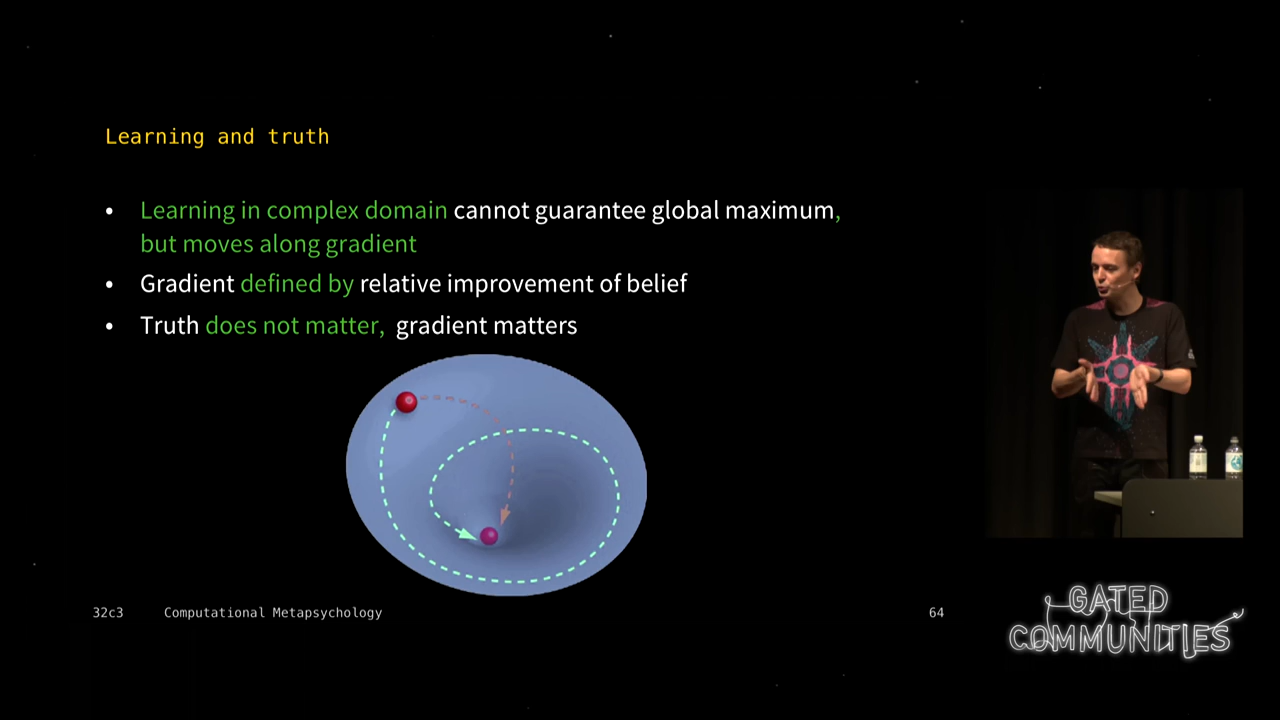 Learning and truth
• Learning in complex domain cannot guarantee global maximum,
but moves along gradient
• Gradient defined by relative improvement of belief
• Truth does not matter, gradient matters
32c3 Computational Metapsychology 64
GATED
COMMUNITIES